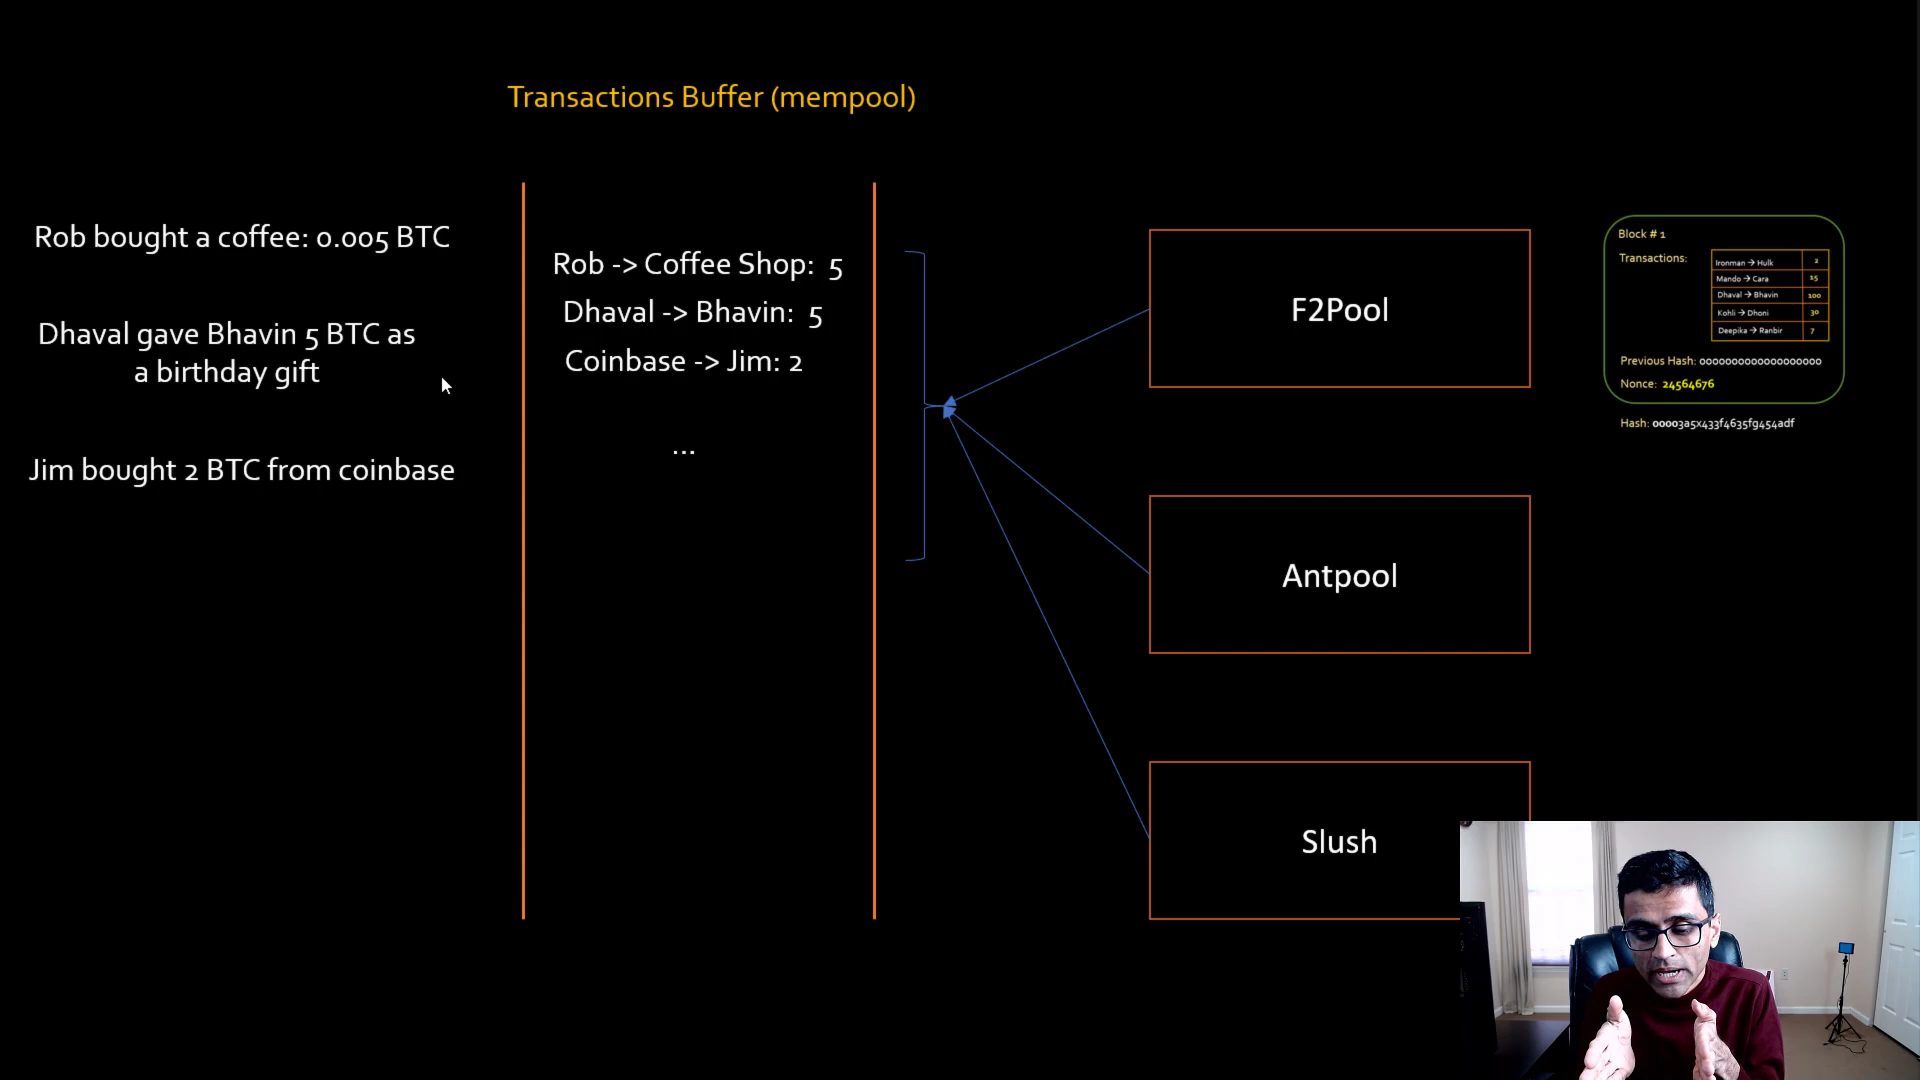 Transactions Buffer (mempool)
Rob bought a coffee: 0.005 BTC
Dhaval gave Bhavin 5 BTC as
a birthday gift
Jim bought 2 BTC from coinbase
Rob -> Coffee Shop: 5
Dhaval -> Bhavin: 5
Coinbase -> Jim: 2
...
F2Pool
Antpool
Slush
Block # 1
Transactions:
Ironman → Hulk 2
Mando → Cara 15
Dhaval → Bhavin 100
Kohli → Dhoni 30
Deepika → Ranbir 7
Previous Hash: 000000000000000000
Nonce: 24564676
Hash: 00003a5x433f4635fg454adf